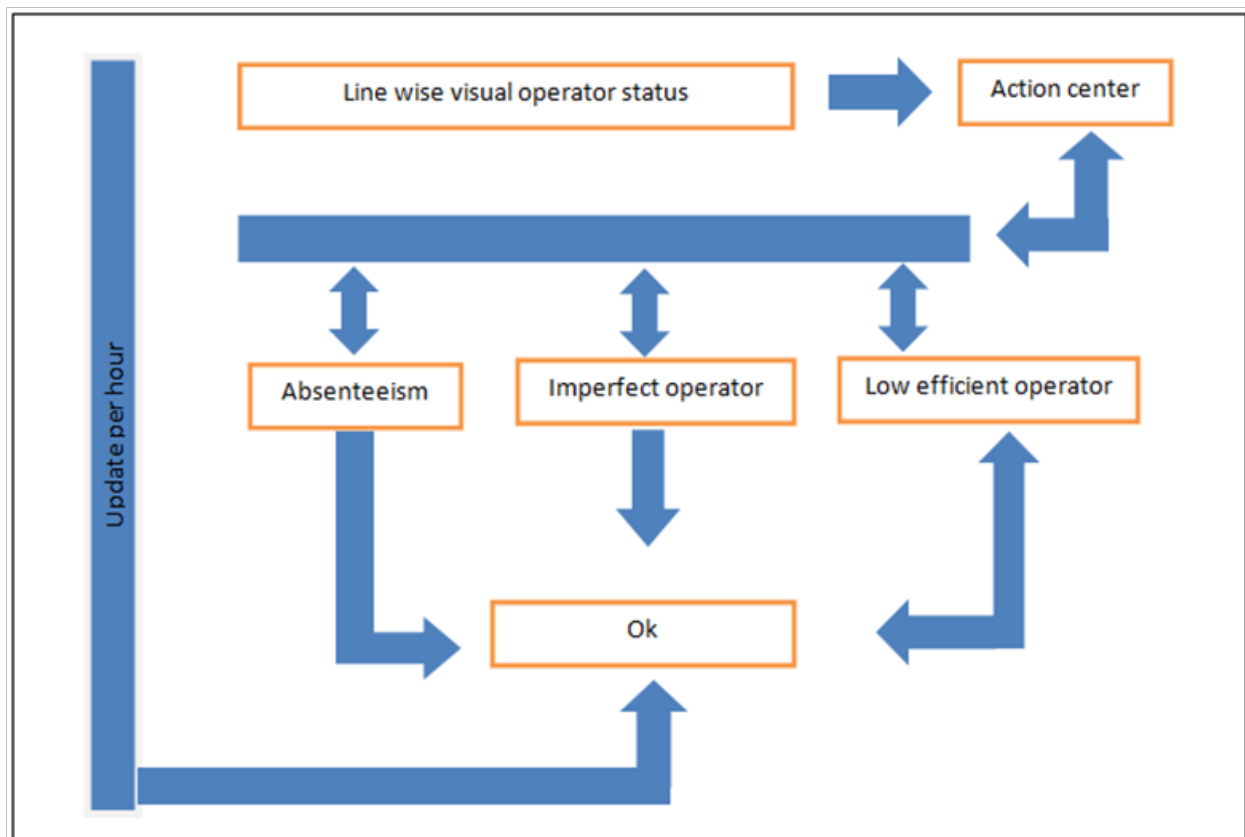 Line wise visual operator status
Action center
Update per hour
Absenteeism
Imperfect operator
Low efficient operator
Ok